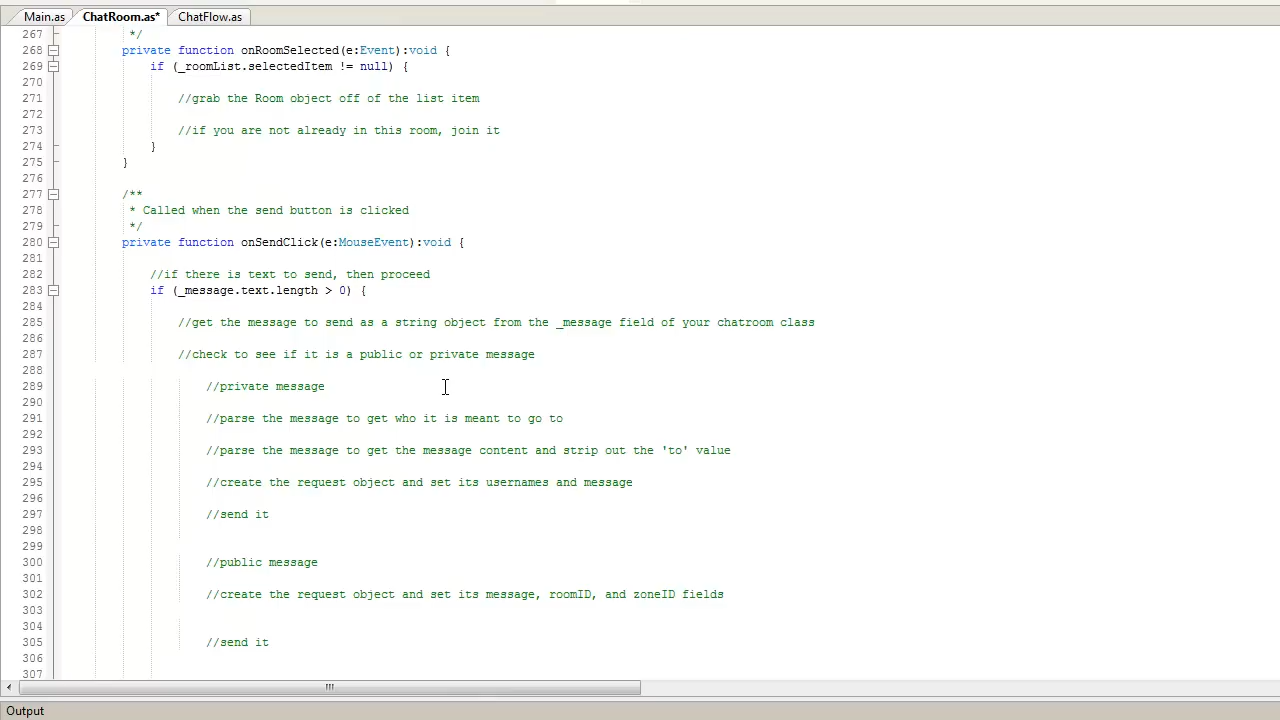 Main.as ChatRoom.as* ChatFlow.as
267 */
268 private function onRoomSelected(e:Event):void {
269 if (_roomList.selectedItem != null) {
270
271 //grab the Room object off of the list item
272
273 //if you are not already in this room, join it
274 }
275 }
276
277 /**
278 * Called when the send button is clicked
279 */
280 private function onSendClick(e:MouseEvent):void {
281
282 //if there is text to send, then proceed
283 if (_message.text.length > 0) {
284
285 //get the message to send as a string object from the _message field of your chatroom class
286
287 //check to see if it is a public or private message
288
289 //private message
290
291 //parse the message to get who it is meant to go to
292
293 //parse the message to get the message content and strip out the 'to' value
294
295 //create the request object and set its usernames and message
296
297 //send it
298
299
300 //public message
301
302 //create the request object and set its message, roomID, and zoneID fields
303
304
305 //send it
306
307
Output